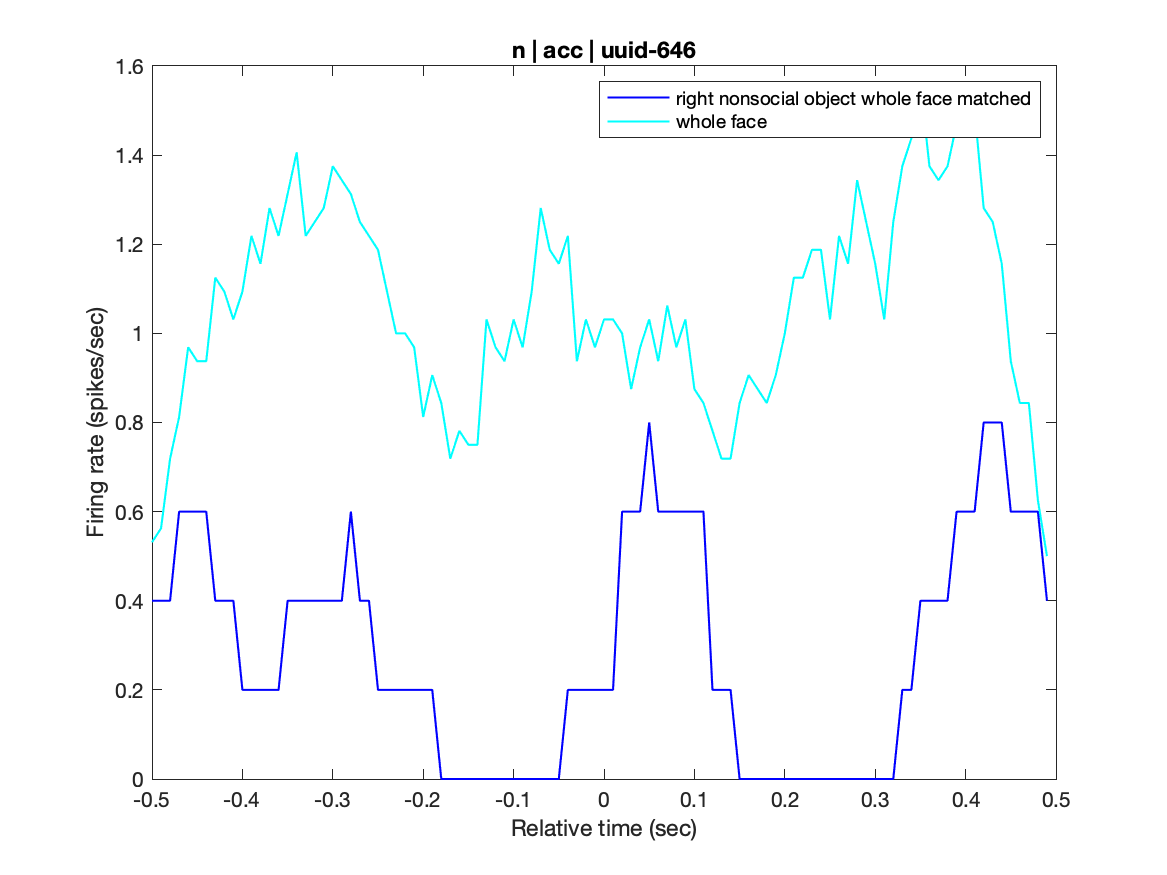 n | acc | uuid-646
1.6
1.4
1.2
1
0.8
0.6
0.4
0.2
0
right nonsocial object whole face matched
whole face
Firing rate (spikes/sec)
-0.5 -0.4 -0.3 -0.2 -0.1 0 0.1 0.2 0.3 0.4 0.5
Relative time (sec)